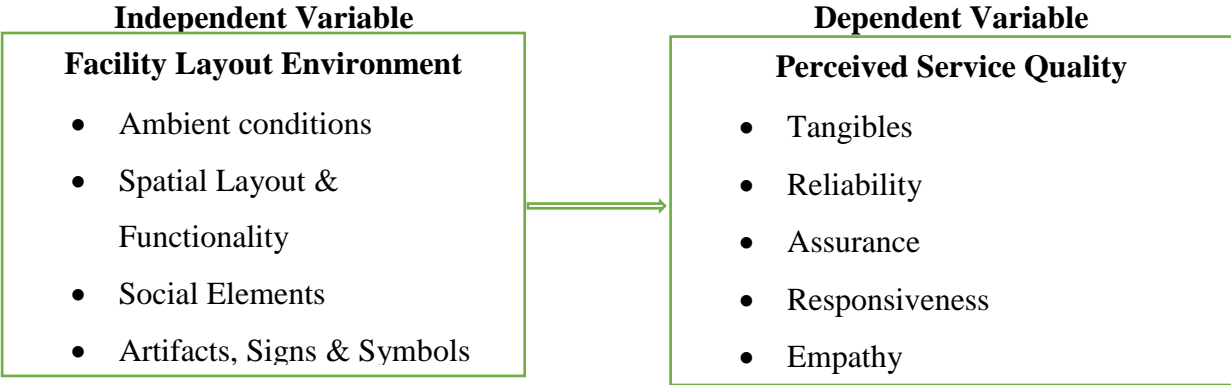 Independent Variable
Facility Layout Environment
• Ambient conditions
• Spatial Layout &
Functionality
• Social Elements
• Artifacts, Signs & Symbols
Dependent Variable
Perceived Service Quality
• Tangibles
• Reliability
• Assurance
• Responsiveness
• Empathy